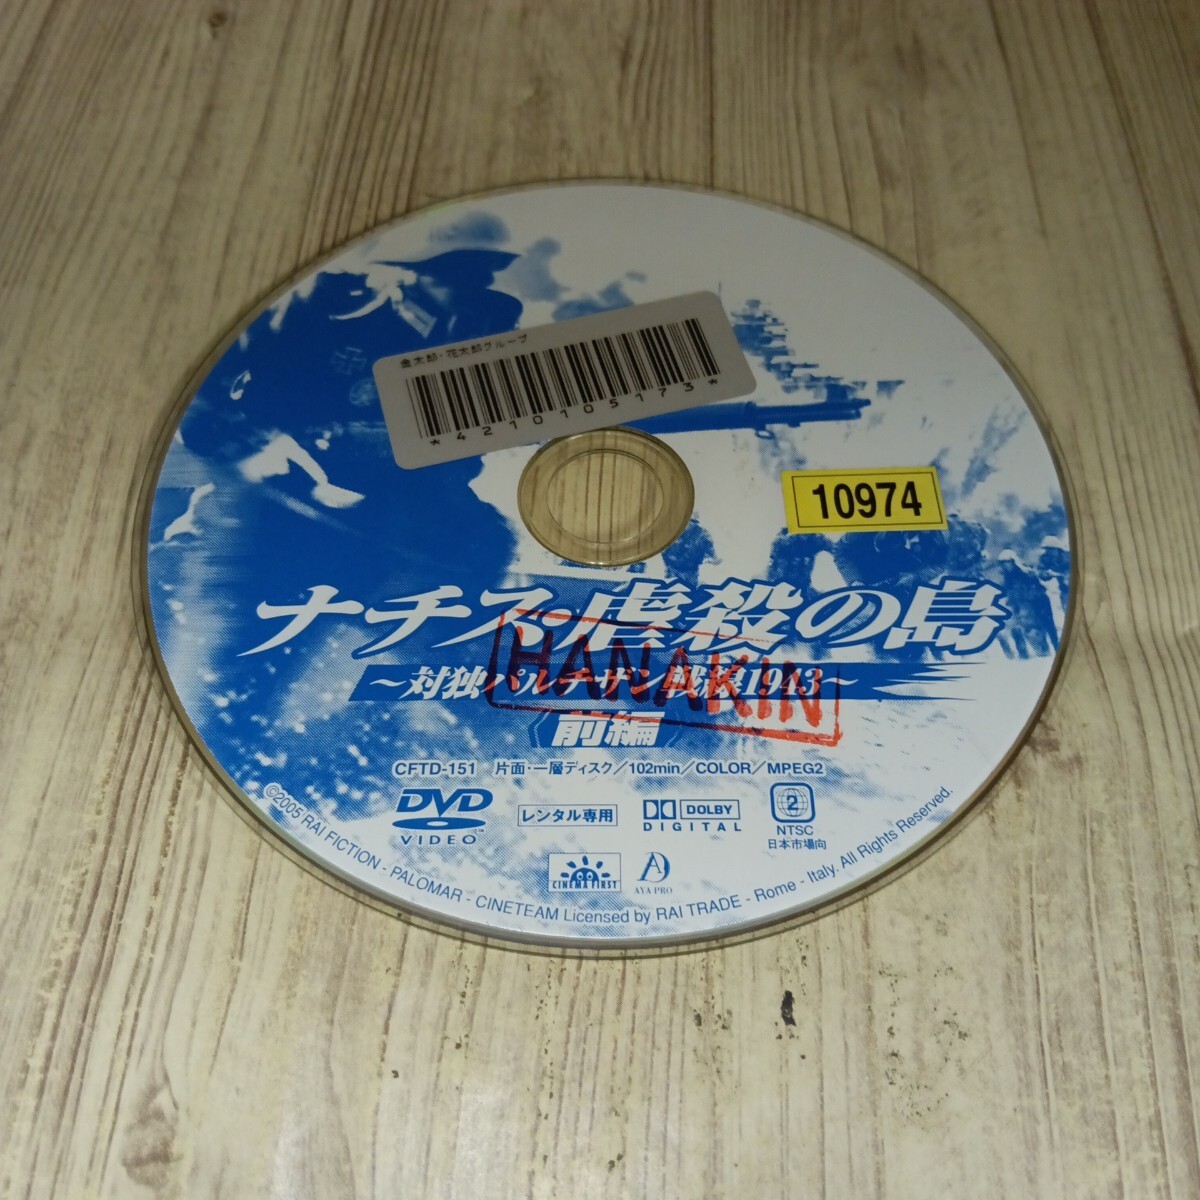 金太郎・花太郎グループ
*4210105173*
10974
ナチス虐殺の島
～対独パルチザン戦線1943～
HANAKIN
前編
CFTD-151 片面・一層ディスク／102min／COLOR／MPEG2
DVD VIDEO
レンタル専用
DOLBY DIGITAL
2
NTSC
日本市場向
CINEMA FIRST
AYA PRO
©2005 RAI FICTION - PALOMAR - CINETEAM Licensed by RAI TRADE - Rome - Italy. All Rights Reserved.